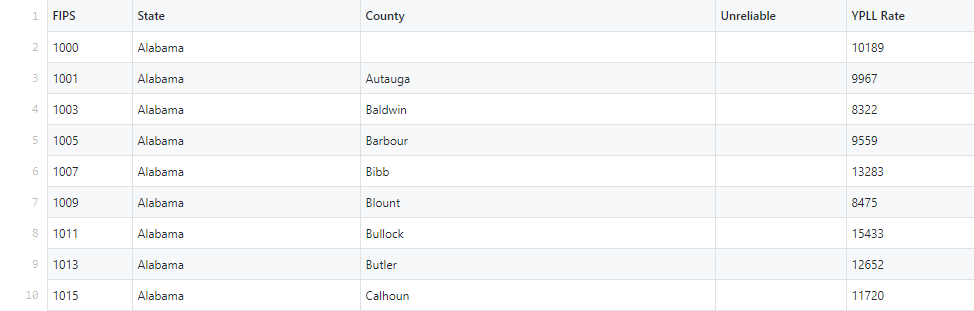 1 FIPS State County Unreliable YPLL Rate
2 1000 Alabama 10189
3 1001 Alabama Autauga 9967
4 1003 Alabama Baldwin 8322
5 1005 Alabama Barbour 9559
6 1007 Alabama Bibb 13283
7 1009 Alabama Blount 8475
8 1011 Alabama Bullock 15433
9 1013 Alabama Butler 12652
10 1015 Alabama Calhoun 11720